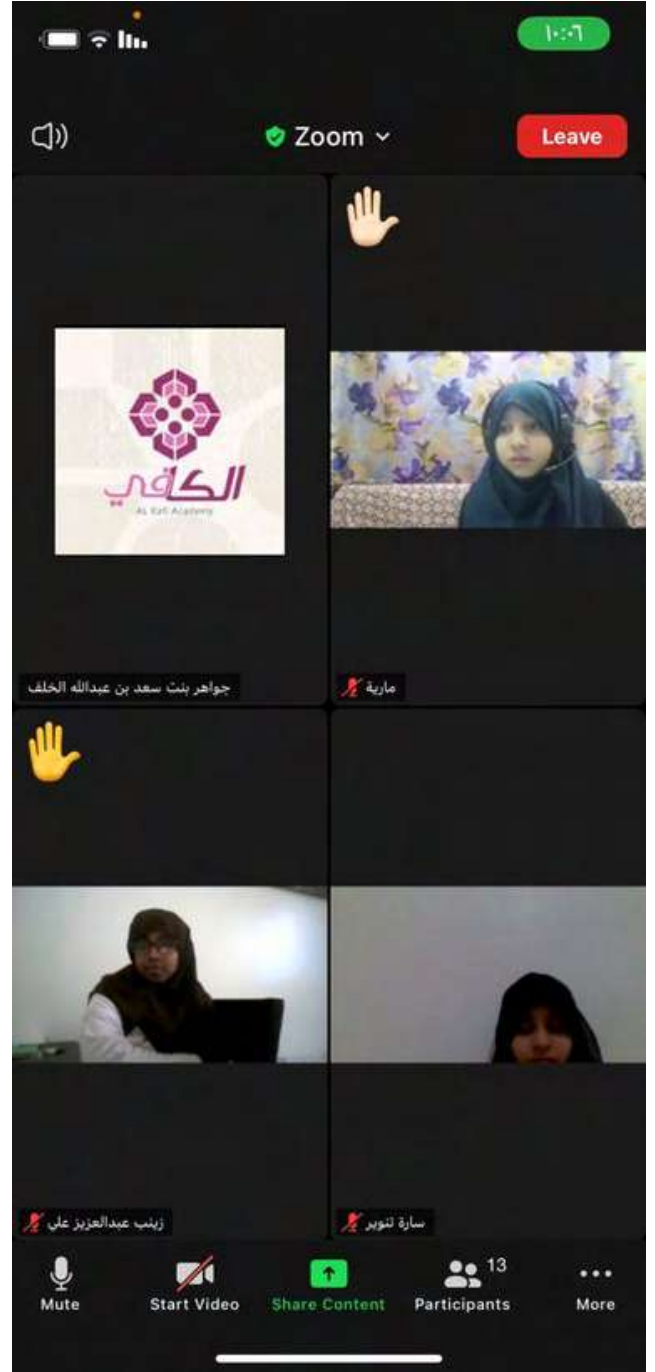 ١٠:٠٦
Zoom
Leave
الكافي
AL Kafi Academy
جواهر بنت سعد بن عبدالله الخلف
مارية
زينب عبدالعزيز علي
سارة تنوير
Mute
Start Video
Share Content
13
Participants
More